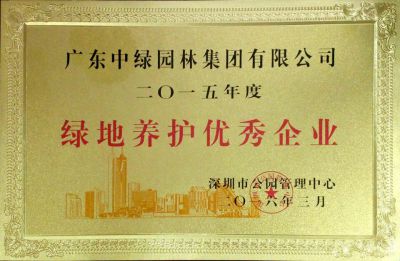 广东中绿园林集团有限公司
二〇一五年度
绿地养护优秀企业
深圳市公园管理中心
二〇一六年三月